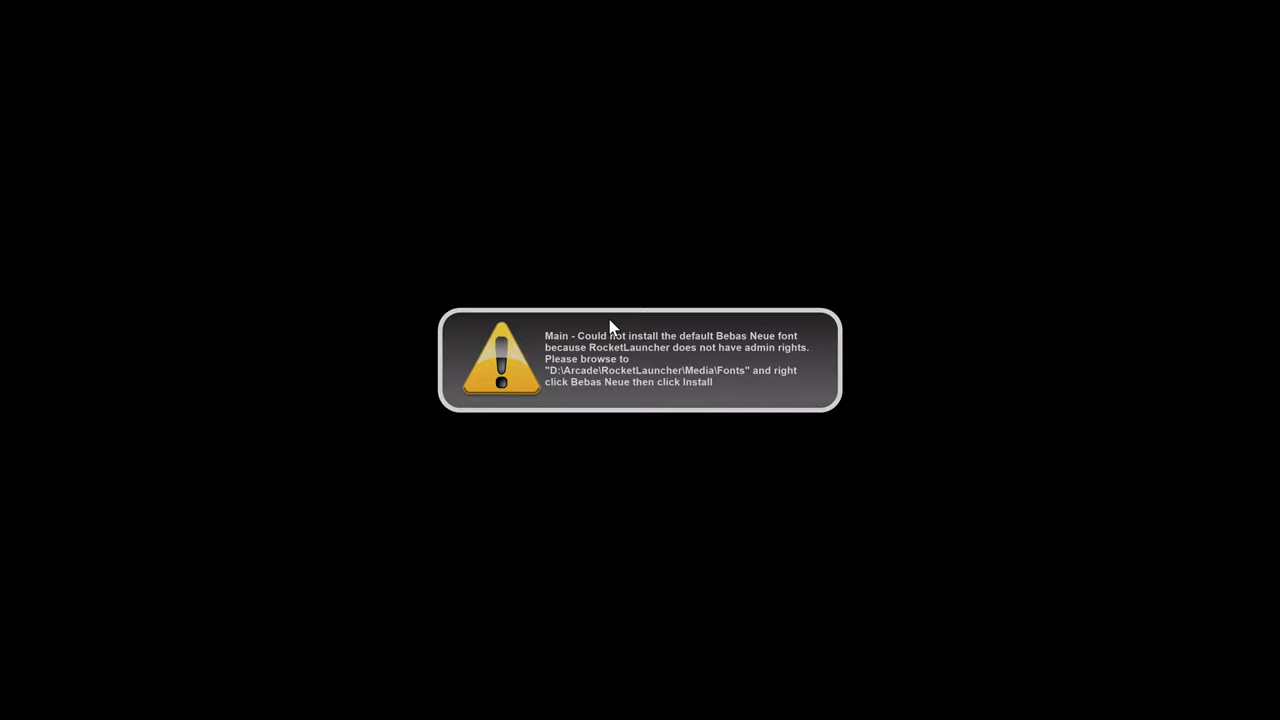 Main - Could not install the default Bebas Neue font
because RocketLauncher does not have admin rights.
Please browse to
"D:\Arcade\RocketLauncher\Media\Fonts" and right
click Bebas Neue then click Install